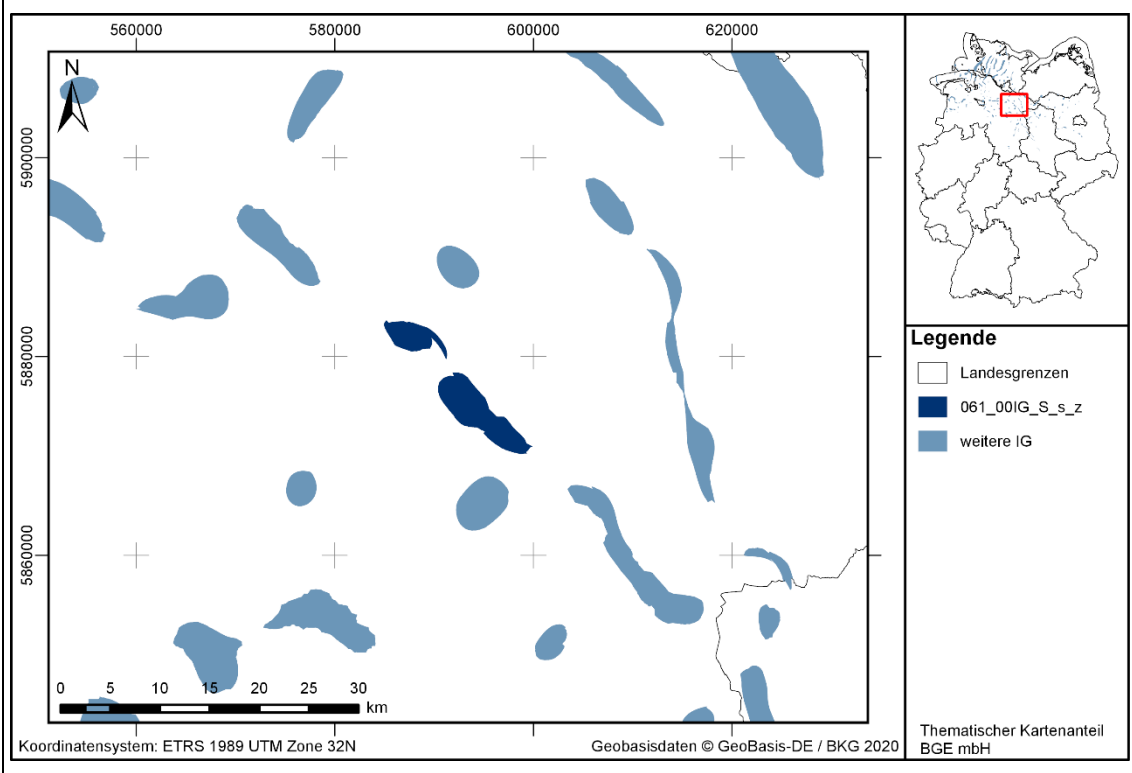 560000 580000 600000 620000
N
5900000
5880000
5860000
0 5 10 15 20 25 30
km
Koordinatensystem: ETRS 1989 UTM Zone 32N
Geobasisdaten © GeoBasis-DE / BKG 2020
Legende
Landesgrenzen
061_00IG_S_s_z
weitere IG
Thematischer Kartenanteil
BGE mbH